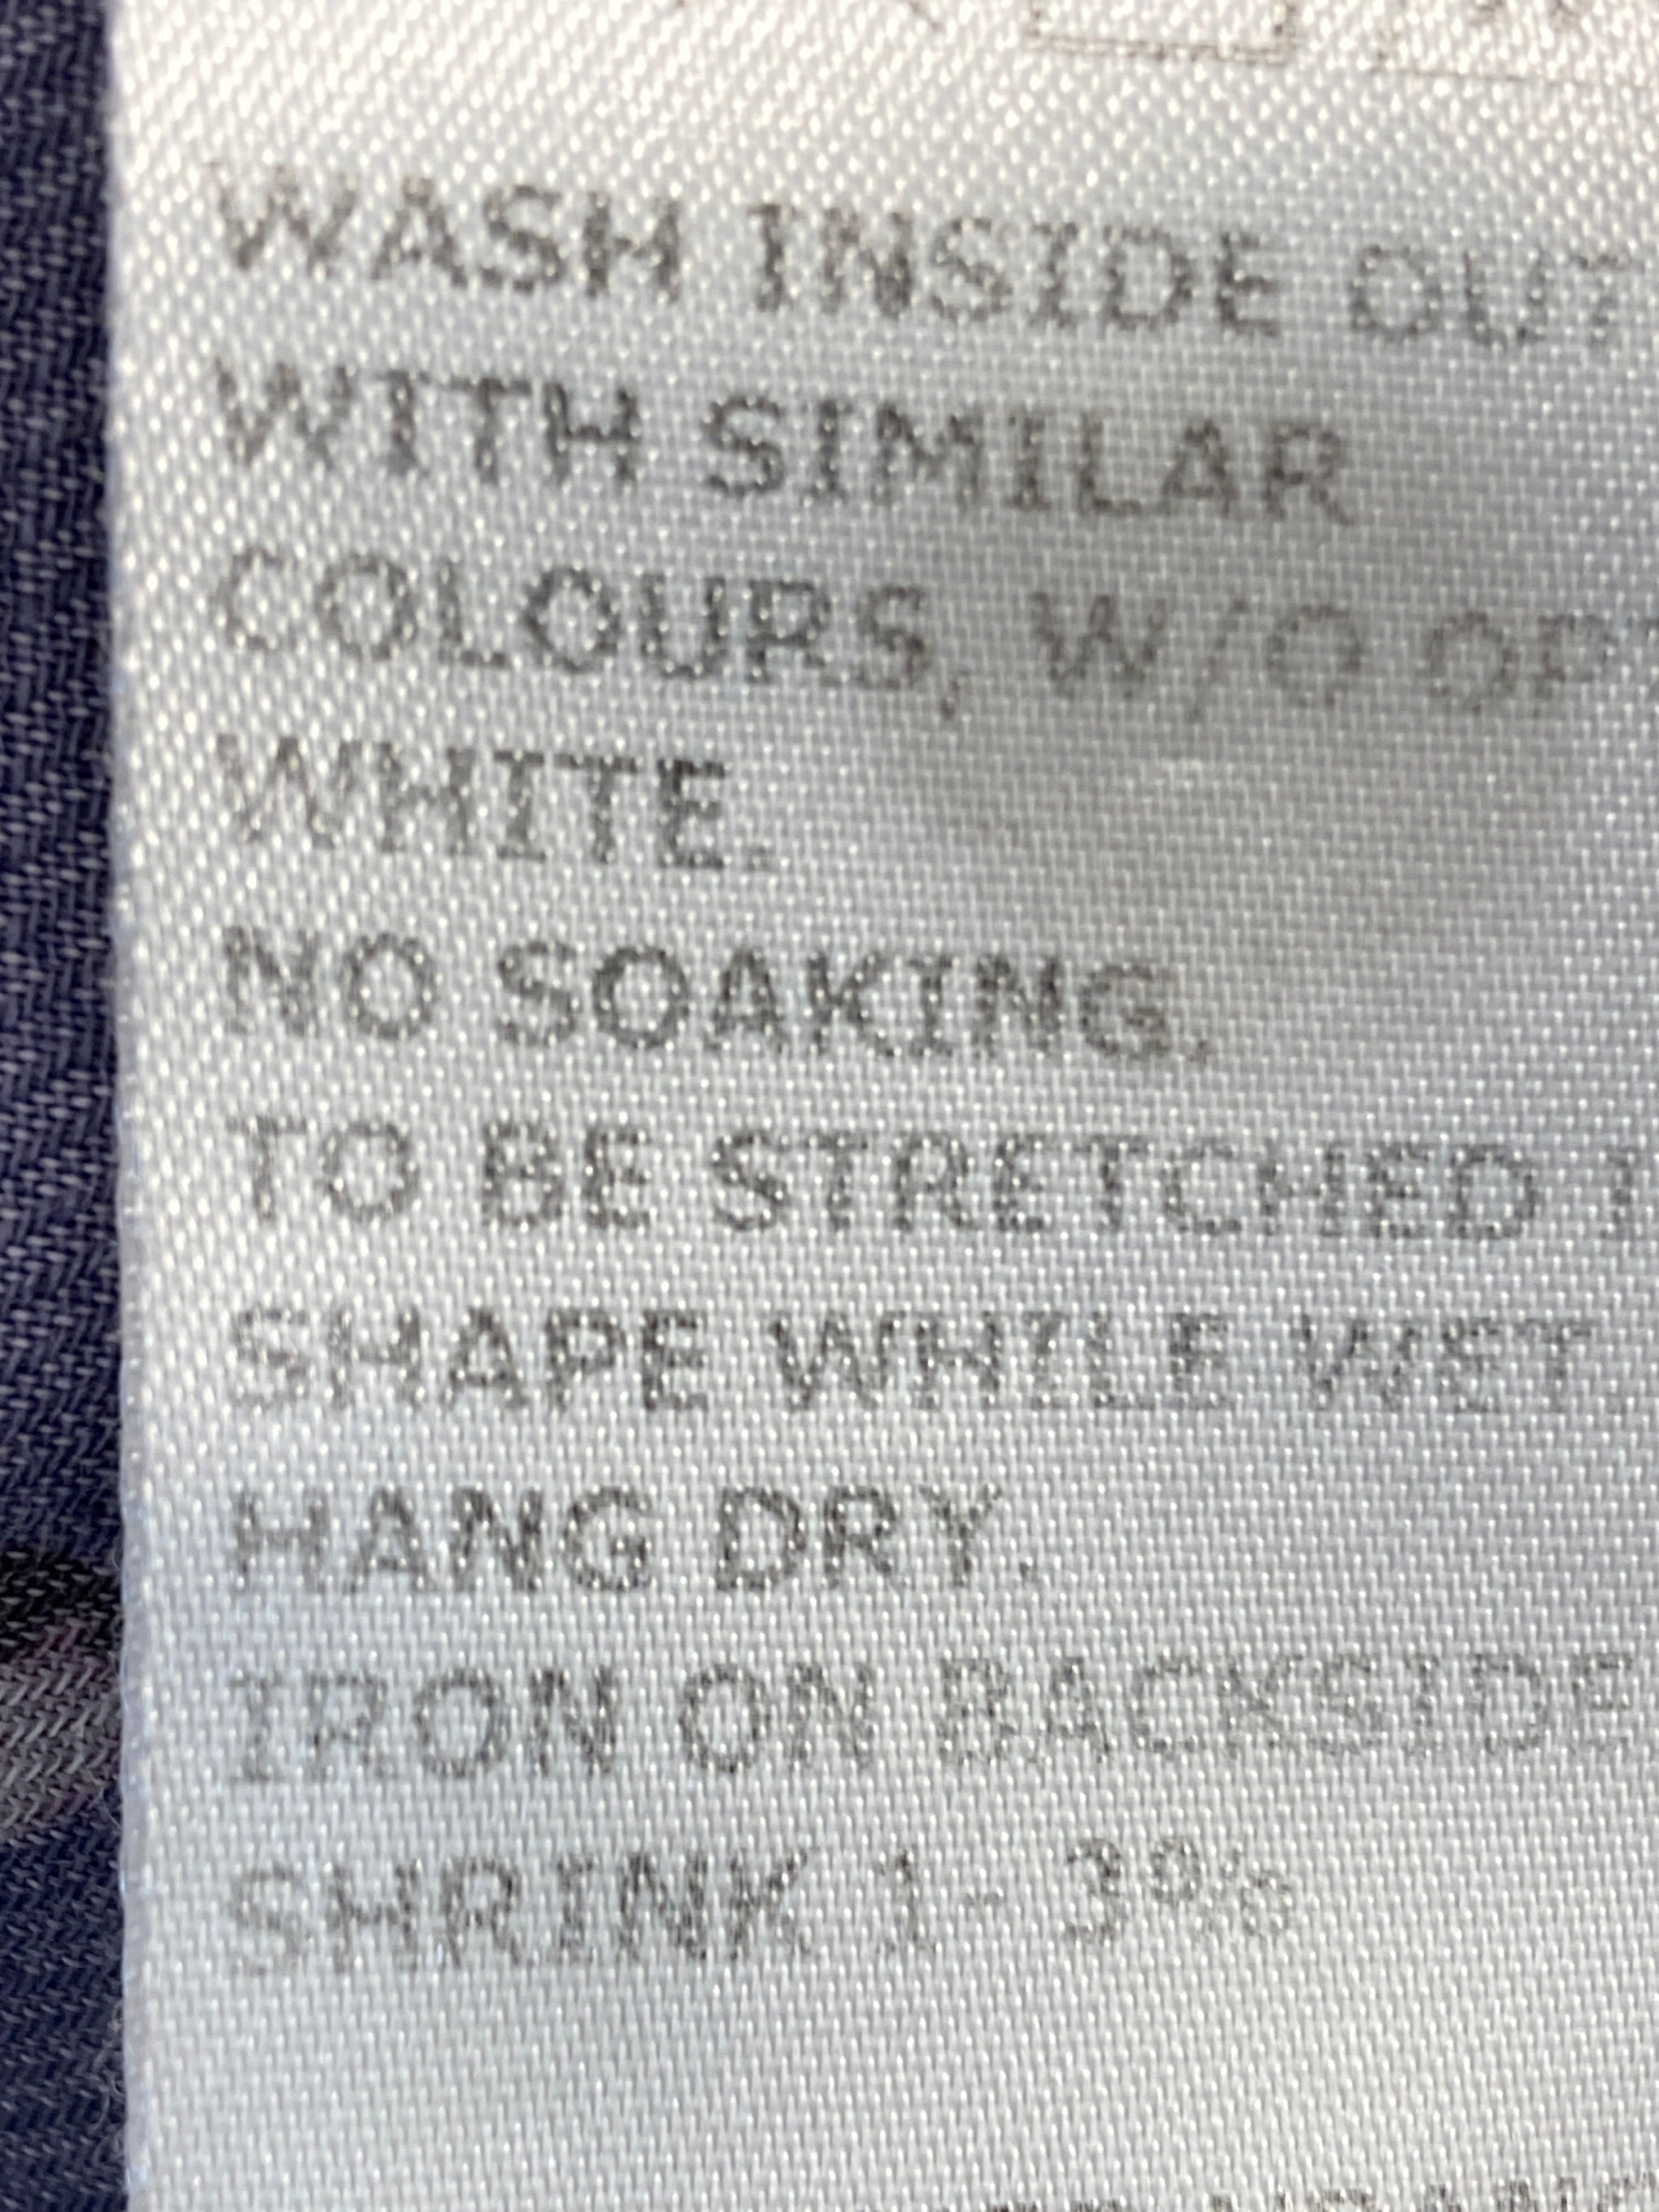 WASH INSIDE OUT
WITH SIMILAR
COLOURS, W/O OP
WHITE.
NO SOAKING.
TO BE STRETCHED
SHAPE WHILE WET.
HANG DRY.
IRON ON BACKSIDE
SHRINK 1 - 3%